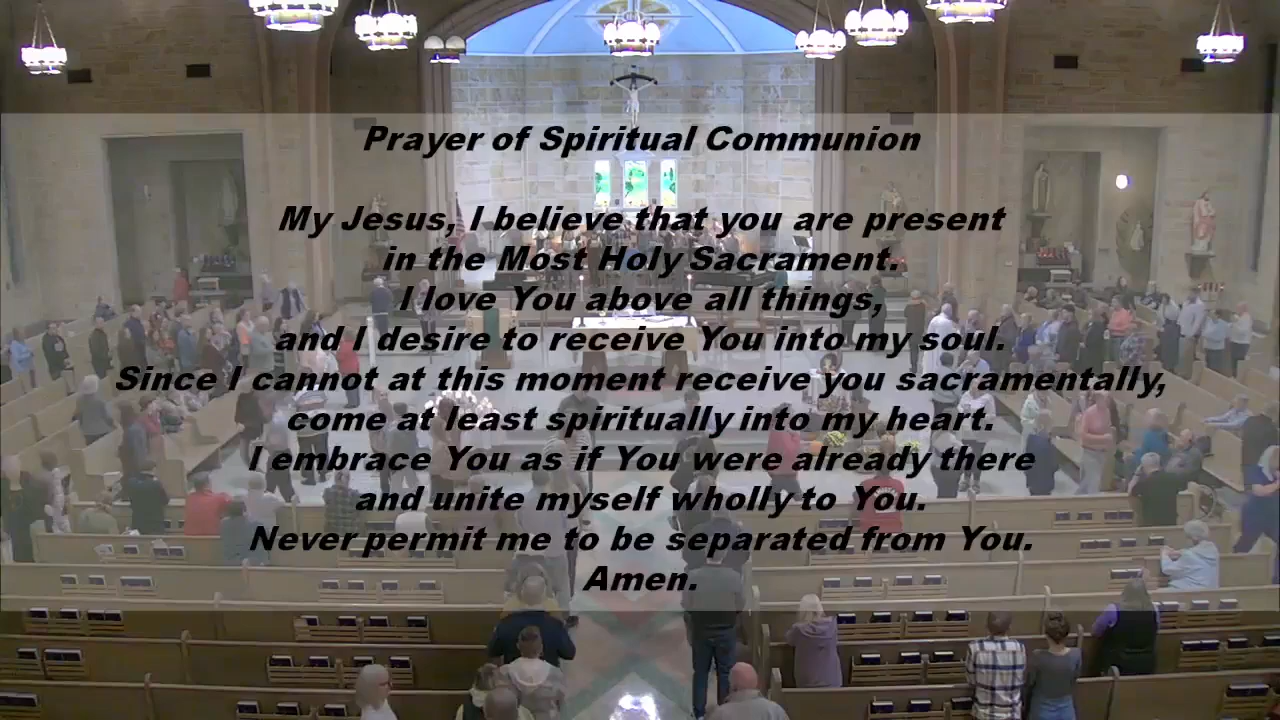 Prayer of Spiritual Communion
My Jesus, I believe that you are present
in the Most Holy Sacrament.
I love You above all things,
and I desire to receive You into my soul.
Since I cannot at this moment receive you sacramentally,
come at least spiritually into my heart.
I embrace You as if You were already there
and unite myself wholly to You.
Never permit me to be separated from You.
Amen.